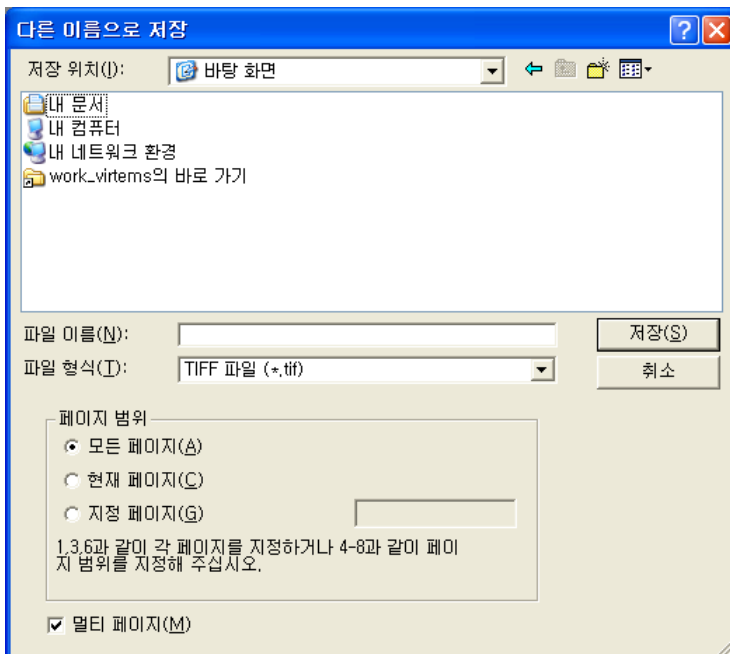 다른 이름으로 저장
저장 위치(I): 바탕 화면
내 문서
내 컴퓨터
내 네트워크 환경
work_virtems의 바로 가기
파일 이름(N): 저장(S)
파일 형식(T): TIFF 파일 (*.tif) 취소
페이지 범위
모든 페이지(A)
현재 페이지(C)
지정 페이지(G)
1,3,6과 같이 각 페이지를 지정하거나 4-8과 같이 페이
지 범위를 지정해 주십시오.
멀티 페이지(M)